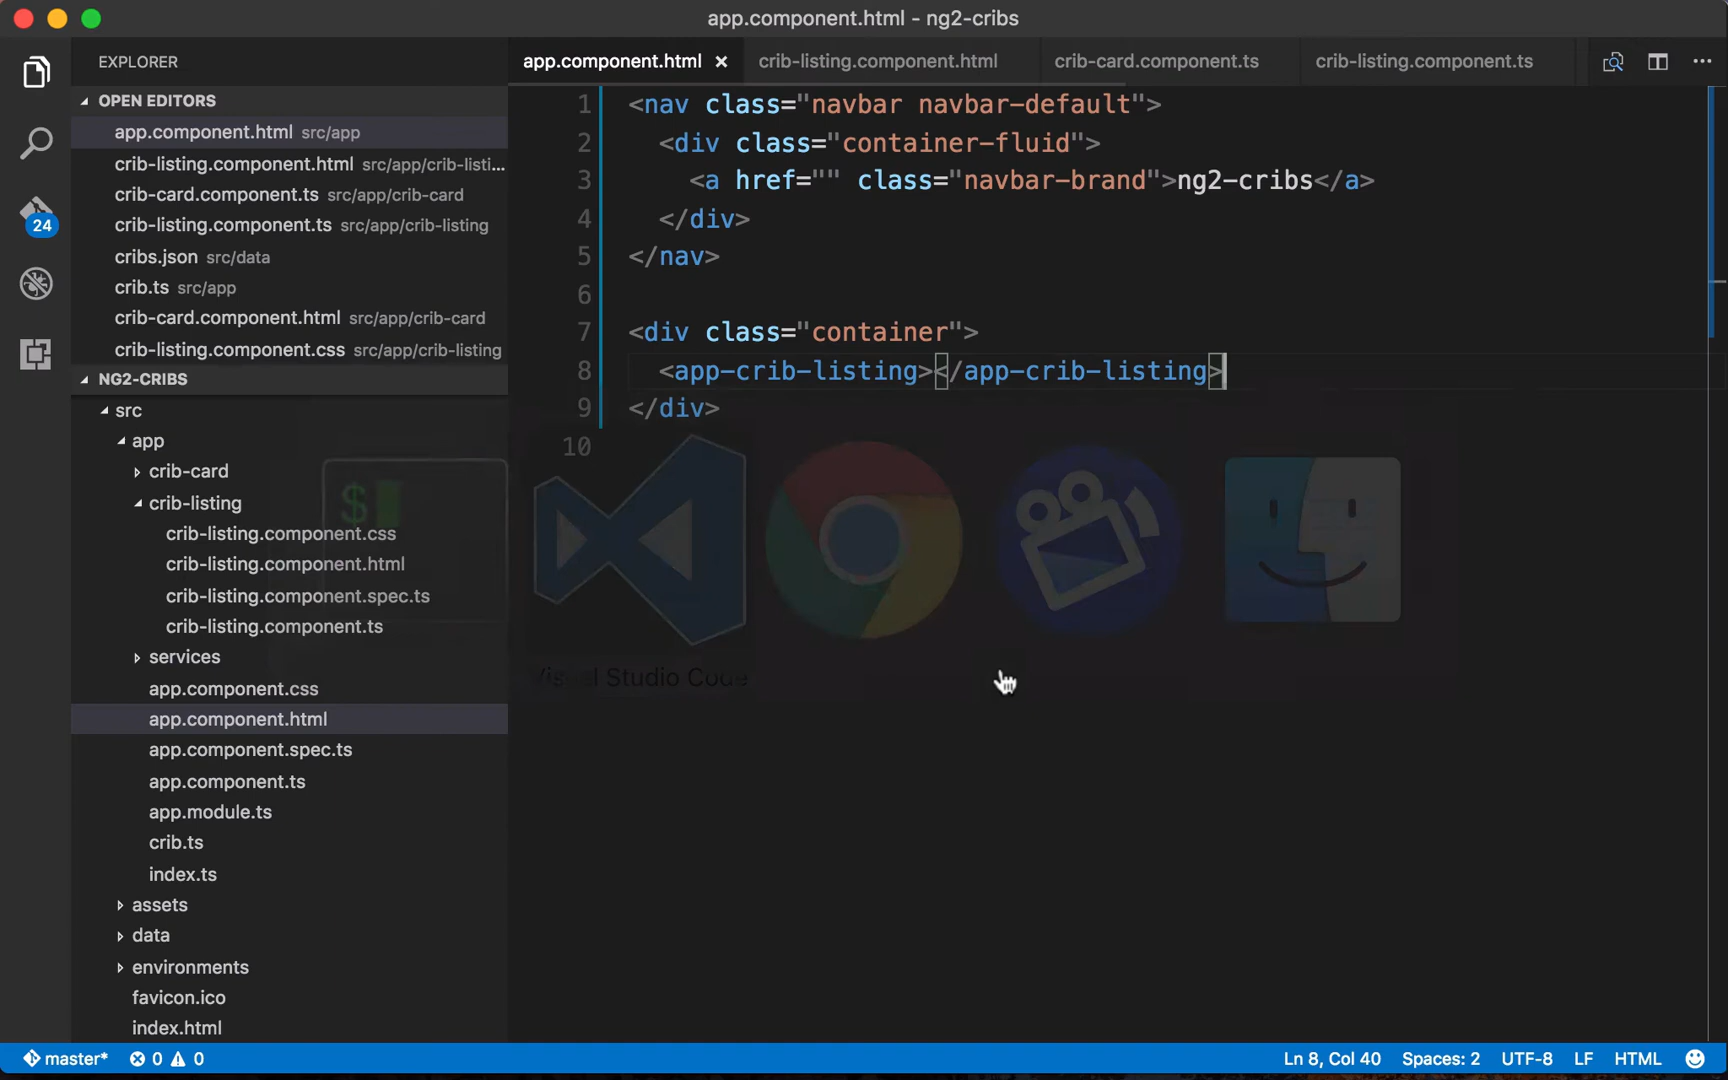 app.component.html - ng2-cribs
EXPLORER
app.component.html ×
crib-listing.component.html
crib-card.component.ts
crib-listing.component.ts
OPEN EDITORS
app.component.html src/app
crib-listing.component.html src/app/crib-listi...
crib-card.component.ts src/app/crib-card
crib-listing.component.ts src/app/crib-listing
cribs.json src/data
crib.ts src/app
crib-card.component.html src/app/crib-card
crib-listing.component.css src/app/crib-listing
24
NG2-CRIBS
src
app
crib-card
crib-listing
crib-listing.component.css
crib-listing.component.html
crib-listing.component.spec.ts
crib-listing.component.ts
services
app.component.css
app.component.html
app.component.spec.ts
app.component.ts
app.module.ts
crib.ts
index.ts
assets
data
environments
favicon.ico
index.html
1 <nav class="navbar navbar-default">
2 <div class="container-fluid">
3 <a href="" class="navbar-brand">ng2-cribs</a>
4 </div>
5 </nav>
6
7 <div class="container">
8 <app-crib-listing></app-crib-listing>
9 </div>
10
$
Visual Studio Code
master* 0 0
Ln 8, Col 40 Spaces: 2 UTF-8 LF HTML